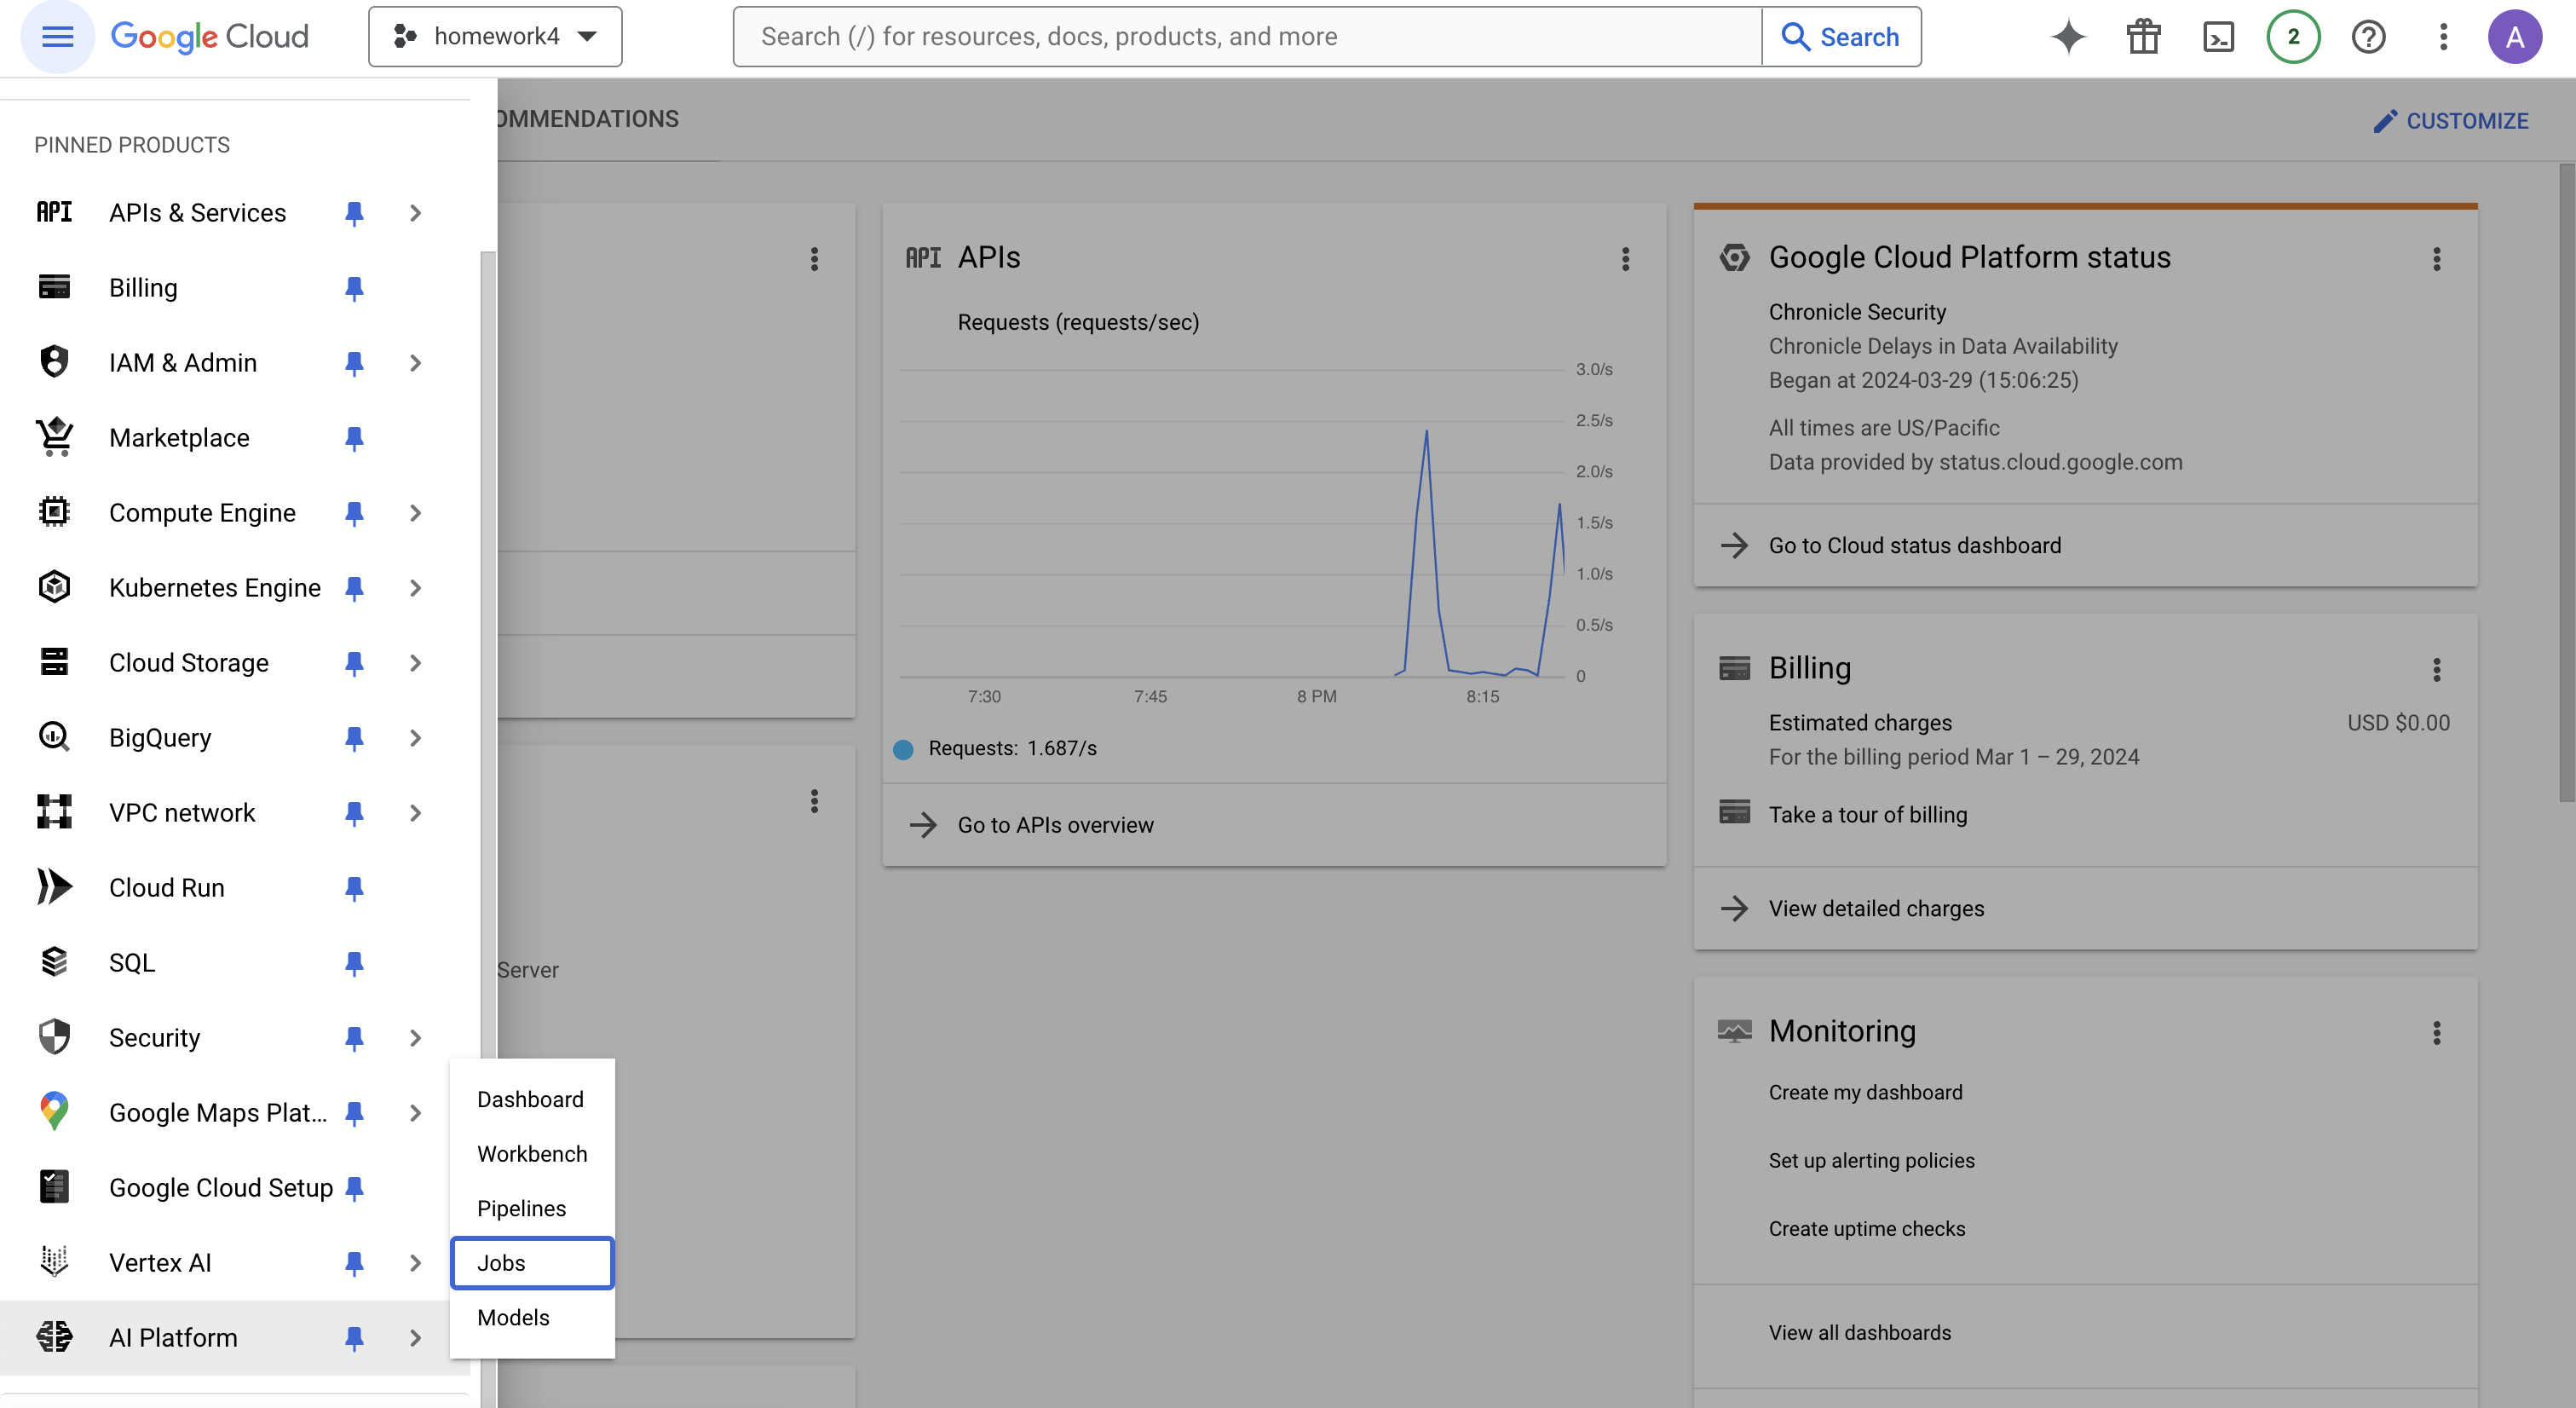 Google Cloud
homework4
Search (/) for resources, docs, products, and more
Search
2
A
PINNED PRODUCTS
API APIs & Services
Billing
IAM & Admin
Marketplace
Compute Engine
Kubernetes Engine
Cloud Storage
BigQuery
VPC network
Cloud Run
SQL
Security
Google Maps Plat...
Google Cloud Setup
Vertex AI
AI Platform
Dashboard
Workbench
Pipelines
Jobs
Models
OMMENDATIONS
CUSTOMIZE
Server
API APIs
Requests (requests/sec)
3.0/s
2.5/s
2.0/s
1.5/s
1.0/s
0.5/s
0
7:30 7:45 8 PM 8:15
Requests: 1.687/s
Go to APIs overview
Google Cloud Platform status
Chronicle Security
Chronicle Delays in Data Availability
Began at 2024-03-29 (15:06:25)
All times are US/Pacific
Data provided by status.cloud.google.com
Go to Cloud status dashboard
Billing
Estimated charges USD $0.00
For the billing period Mar 1 – 29, 2024
Take a tour of billing
View detailed charges
Monitoring
Create my dashboard
Set up alerting policies
Create uptime checks
View all dashboards